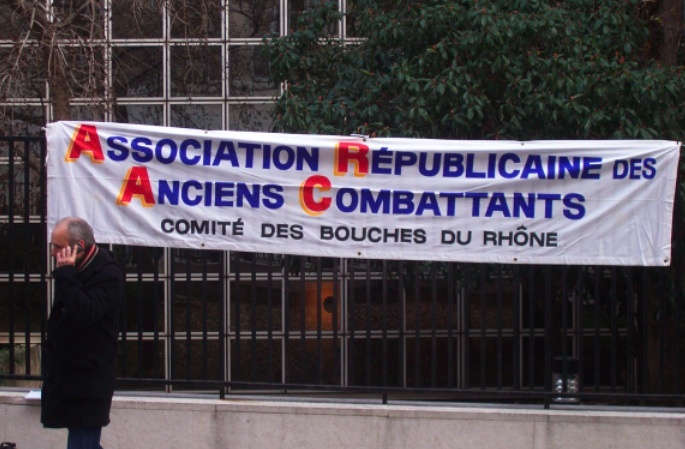 ASSOCIATION RÉPUBLICAINE DES
ANCIENS COMBATTANTS
COMITÉ DES BOUCHES DU RHÔNE